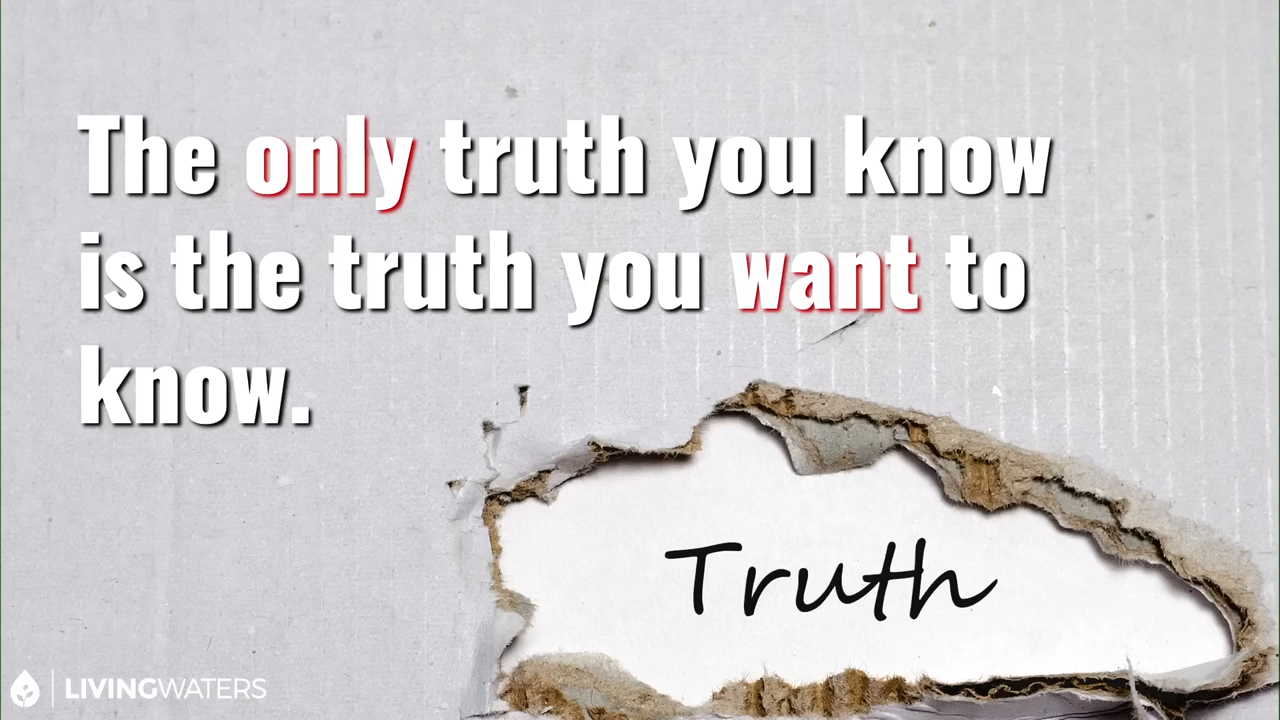 The only truth you know
is the truth you want to
know.
Truth
LIVINGWATERS